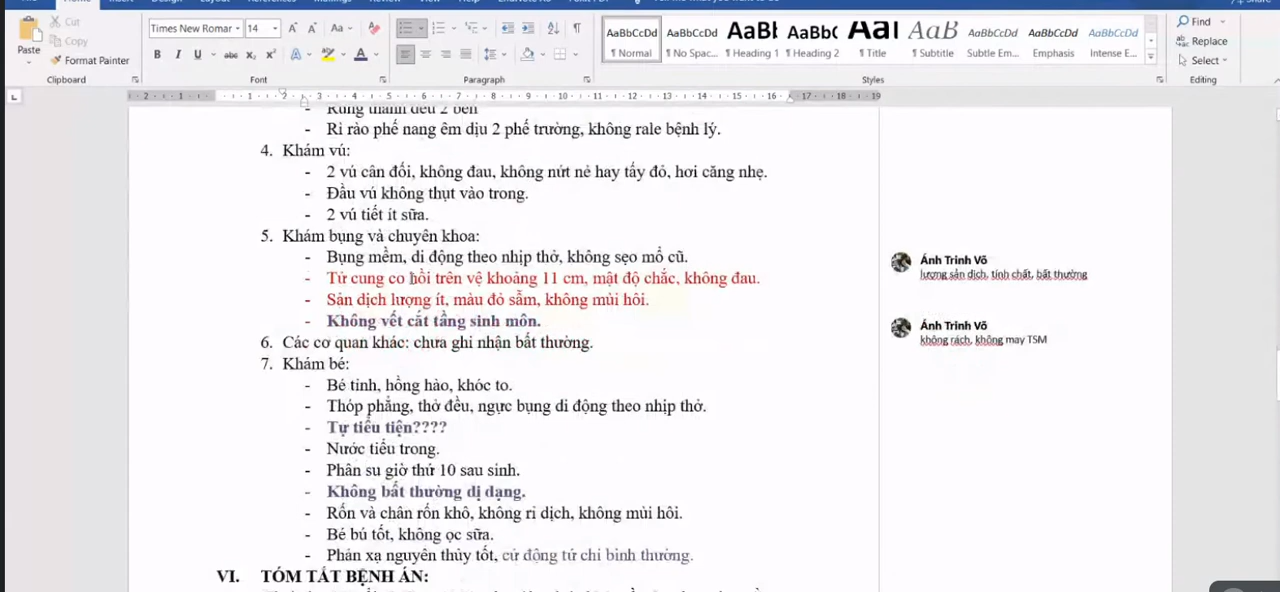 Cut
Copy
Paste
Format Painter
Clipboard
Times New Romar
14
Font
Paragraph
AaBbCcDd
¶ Normal
AaBbCcDd
¶ No Spac...
AaBb(
Heading 1
AaBb(
¶ Heading 2
AaI
¶ Title
AaB
¶ Subtitle
AaBbCcDd
Subtle Em...
AaBbCcDd
Emphasis
AaBbCcDd
Intense E...
Styles
Find
Replace
Select
Editing
- Rung thanh đều 2 bên
- Rì rào phế nang êm dịu 2 phế trường, không rale bệnh lý.
4. Khám vú:
- 2 vú cân đối, không đau, không nứt nẻ hay tấy đỏ, hơi căng nhẹ.
- Đầu vú không thụt vào trong.
- 2 vú tiết ít sữa.
5. Khám bụng và chuyên khoa:
- Bụng mềm, di động theo nhịp thở, không sẹo mổ cũ.
- Tử cung co hồi trên vệ khoảng 11 cm, mật độ chắc, không đau.
- Sản dịch lượng ít, màu đỏ sẫm, không mùi hôi.
- Không vết cắt tầng sinh môn.
6. Các cơ quan khác: chưa ghi nhận bất thường.
7. Khám bé:
- Bé tỉnh, hồng hào, khóc to.
- Thóp phẳng, thở đều, ngực bụng di động theo nhịp thở.
- Tự tiểu tiện????
- Nước tiểu trong.
- Phân su giờ thứ 10 sau sinh.
- Không bất thường dị dạng.
- Rốn và chân rốn khô, không rỉ dịch, không mùi hôi.
- Bé bú tốt, không ọc sữa.
- Phản xạ nguyên thủy tốt, cử động tứ chi bình thường.
VI. TÓM TẮT BỆNH ÁN:
Ánh Trinh Võ
lượng sản dịch, tính chất, bất thường
Ánh Trinh Võ
không rách, không may TSM